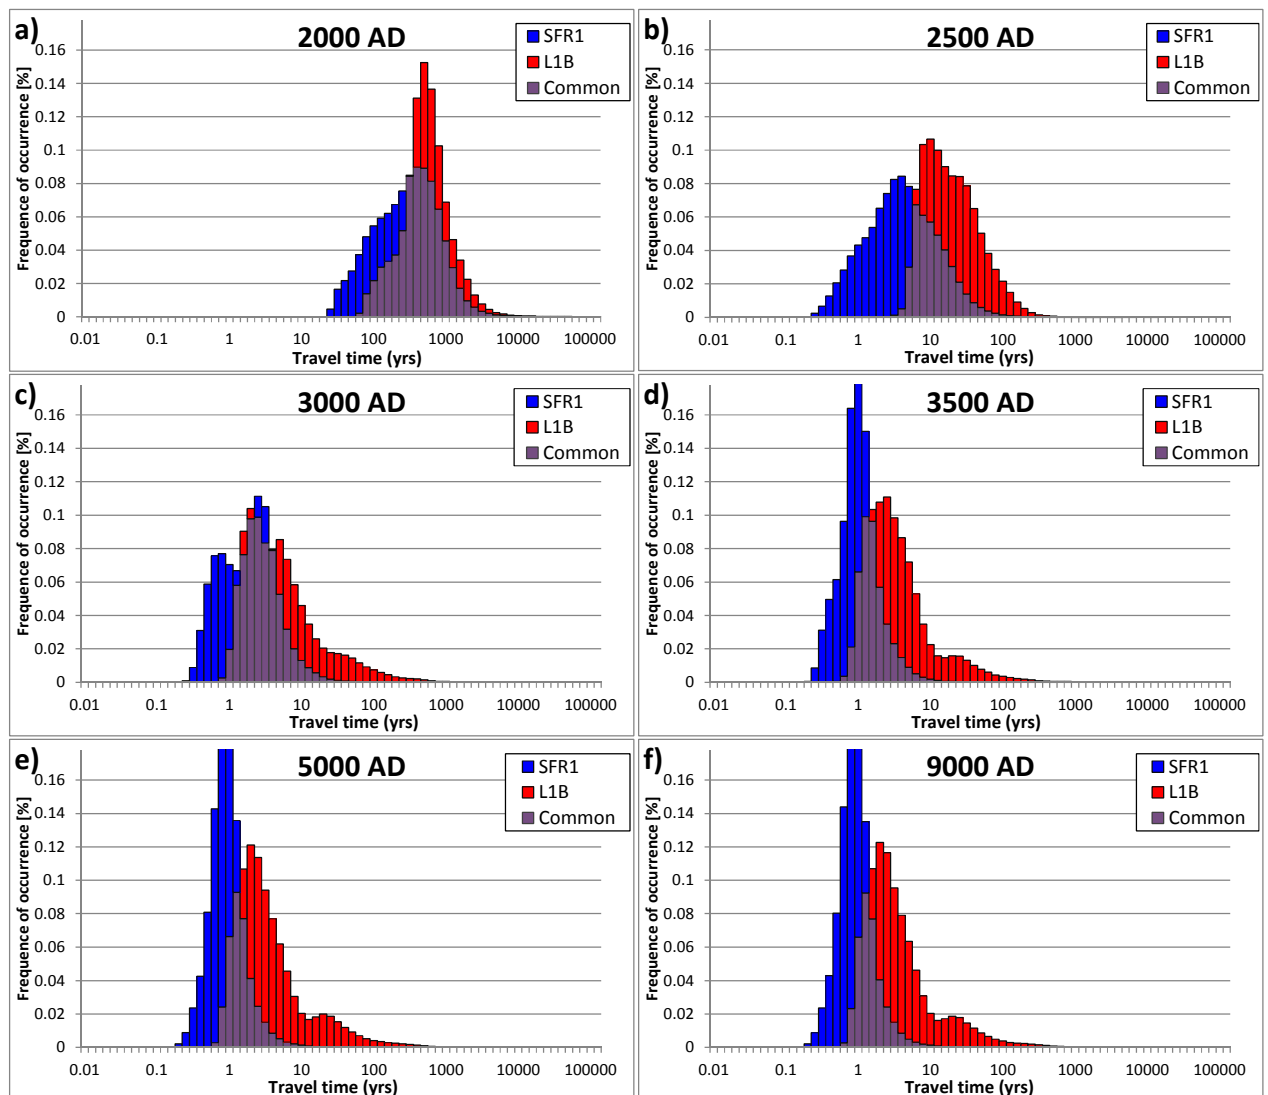 a)
2000 AD
SFR1
L1B
Common
Frequence of occurrence [%]
0.16
0.14
0.12
0.1
0.08
0.06
0.04
0.02
0
0.01 0.1 1 10 100 1000 10000 100000
Travel time (yrs)
b)
2500 AD
SFR1
L1B
Common
Frequence of occurrence [%]
0.16
0.14
0.12
0.1
0.08
0.06
0.04
0.02
0
0.01 0.1 1 10 100 1000 10000 100000
Travel time (yrs)
c)
3000 AD
SFR1
L1B
Common
Frequence of occurrence [%]
0.16
0.14
0.12
0.1
0.08
0.06
0.04
0.02
0
0.01 0.1 1 10 100 1000 10000 100000
Travel time (yrs)
d)
3500 AD
SFR1
L1B
Common
Frequence of occurrence [%]
0.16
0.14
0.12
0.1
0.08
0.06
0.04
0.02
0
0.01 0.1 1 10 100 1000 10000 100000
Travel time (yrs)
e)
5000 AD
SFR1
L1B
Common
Frequence of occurrence [%]
0.16
0.14
0.12
0.1
0.08
0.06
0.04
0.02
0
0.01 0.1 1 10 100 1000 10000 100000
Travel time (yrs)
f)
9000 AD
SFR1
L1B
Common
Frequence of occurrence [%]
0.16
0.14
0.12
0.1
0.08
0.06
0.04
0.02
0
0.01 0.1 1 10 100 1000 10000 100000
Travel time (yrs)